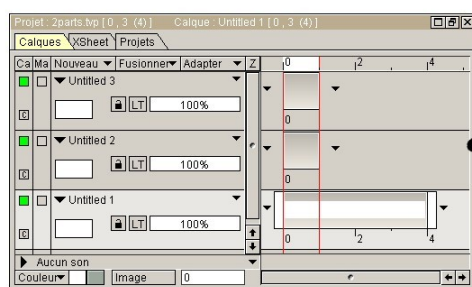 Projet : 2parts.tvp [ 0 , 3 (4) ] Calque : Untitled 1 [ 0 , 3 (4) ]
Calques XSheet Projets
Ca Ma Nouveau Fusionner Adapter Z 0 2 4
Untitled 3
LT 100%
C 0
Untitled 2
LT 100%
C 0
Untitled 1
LT 100%
C 0 2 4
Aucun son
Couleur Image 0